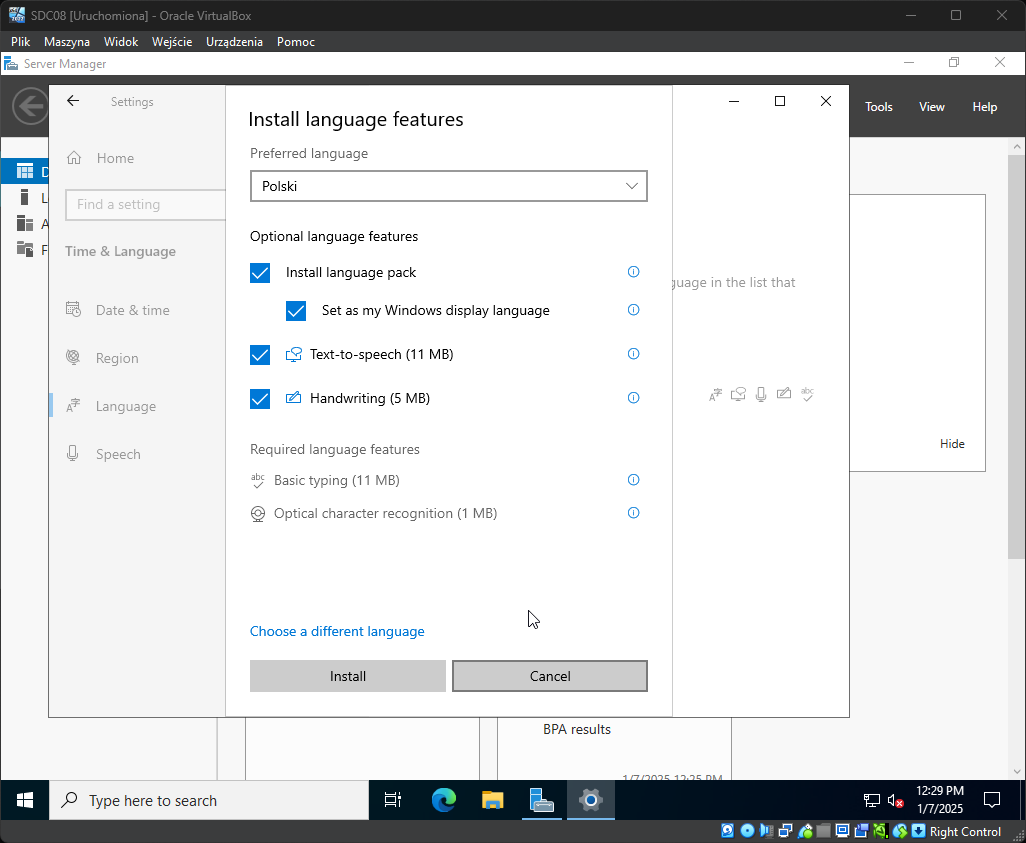 SDC08 [Uruchomiona] - Oracle VirtualBox
Plik Maszyna Widok Wejście Urządzenia Pomoc
Server Manager
Tools View Help
Settings
Home
Find a setting
Time & Language
Date & time
Region
Language
Speech
Install language features
Preferred language
Polski
Optional language features
Install language pack
Set as my Windows display language
Text-to-speech (11 MB)
Handwriting (5 MB)
Required language features
abc Basic typing (11 MB)
Optical character recognition (1 MB)
Choose a different language
Install Cancel
in the list that
abc
Hide
BPA results
1/7/2025 12:25 PM
Type here to search
12:29 PM
1/7/2025
Right Control